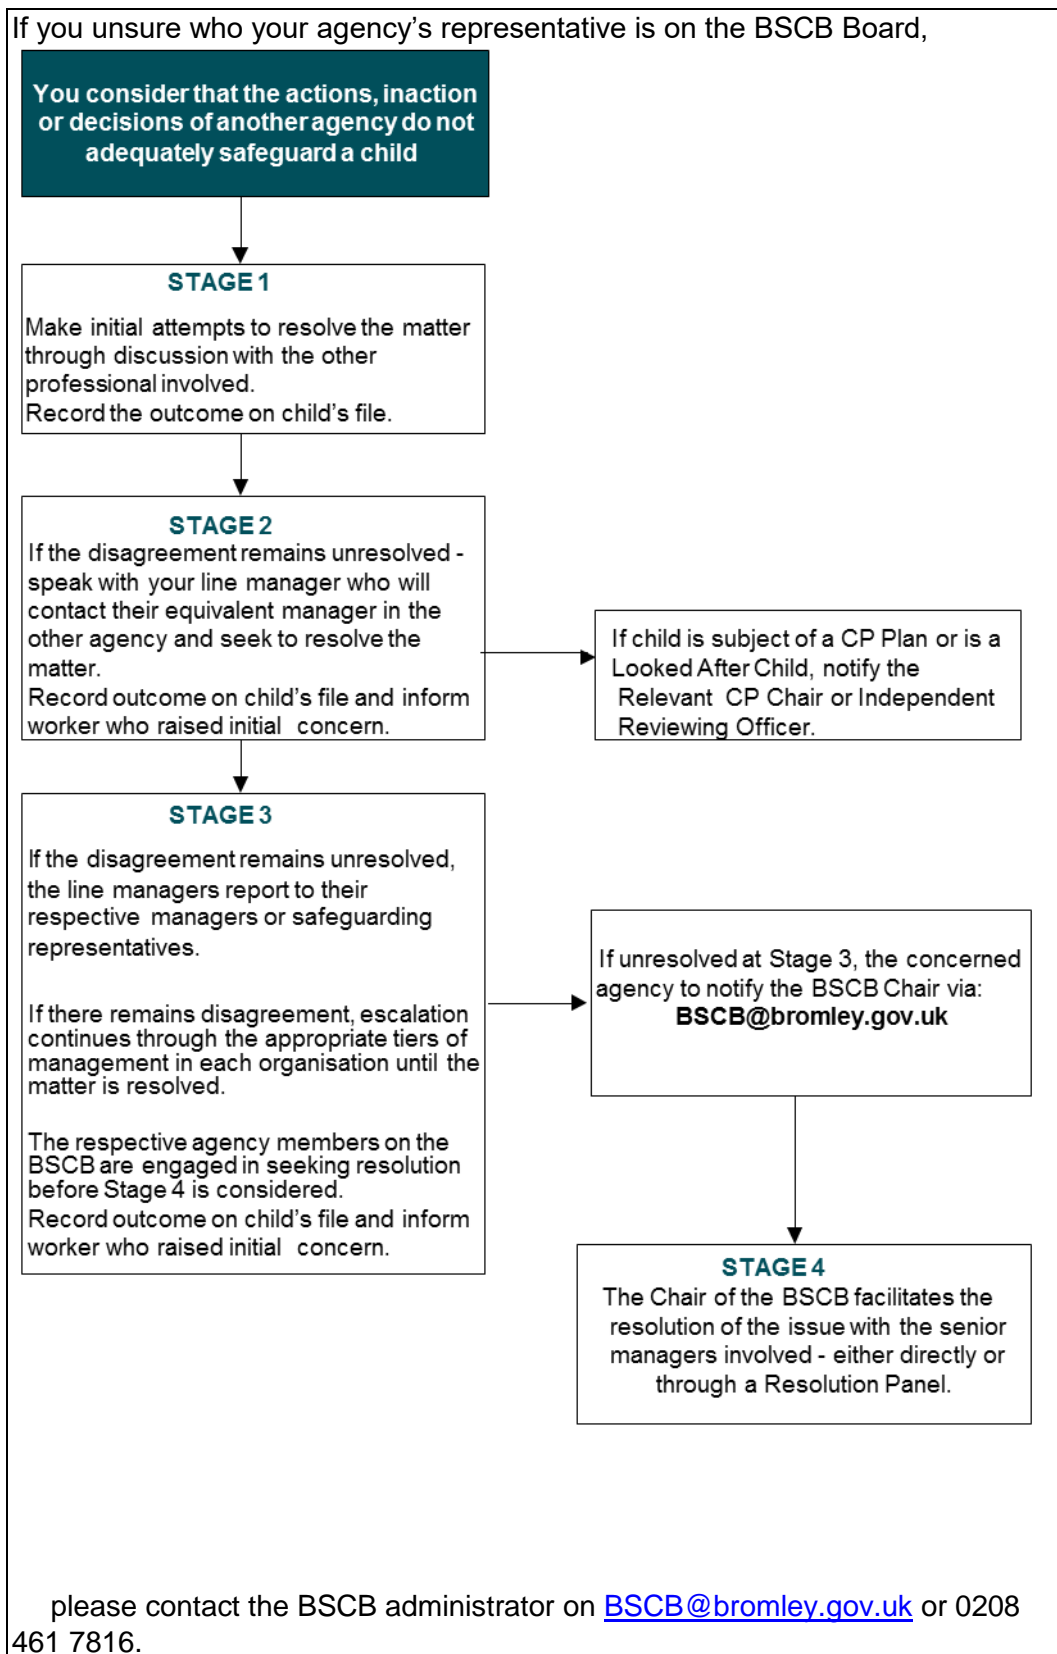 If you unsure who your agency’s representative is on the BSCB Board,
You consider that the actions, inaction
or decisions of another agency do not
adequately safeguard a child
STAGE 1
Make initial attempts to resolve the matter
through discussion with the other
professional involved.
Record the outcome on child’s file.
STAGE 2
If the disagreement remains unresolved -
speak with your line manager who will
contact their equivalent manager in the
other agency and seek to resolve the
matter.
Record outcome on child’s file and inform
worker who raised initial concern.
If child is subject of a CP Plan or is a
Looked After Child, notify the
Relevant CP Chair or Independent
Reviewing Officer.
STAGE 3
If the disagreement remains unresolved,
the line managers report to their
respective managers or safeguarding
representatives.
If there remains disagreement, escalation
continues through the appropriate tiers of
management in each organisation until the
matter is resolved.
The respective agency members on the
BSCB are engaged in seeking resolution
before Stage 4 is considered.
Record outcome on child’s file and inform
worker who raised initial concern.
If unresolved at Stage 3, the concerned
agency to notify the BSCB Chair via:
BSCB@bromley.gov.uk
STAGE 4
The Chair of the BSCB facilitates the
resolution of the issue with the senior
managers involved - either directly or
through a Resolution Panel.
please contact the BSCB administrator on BSCB@bromley.gov.uk or 0208
461 7816.